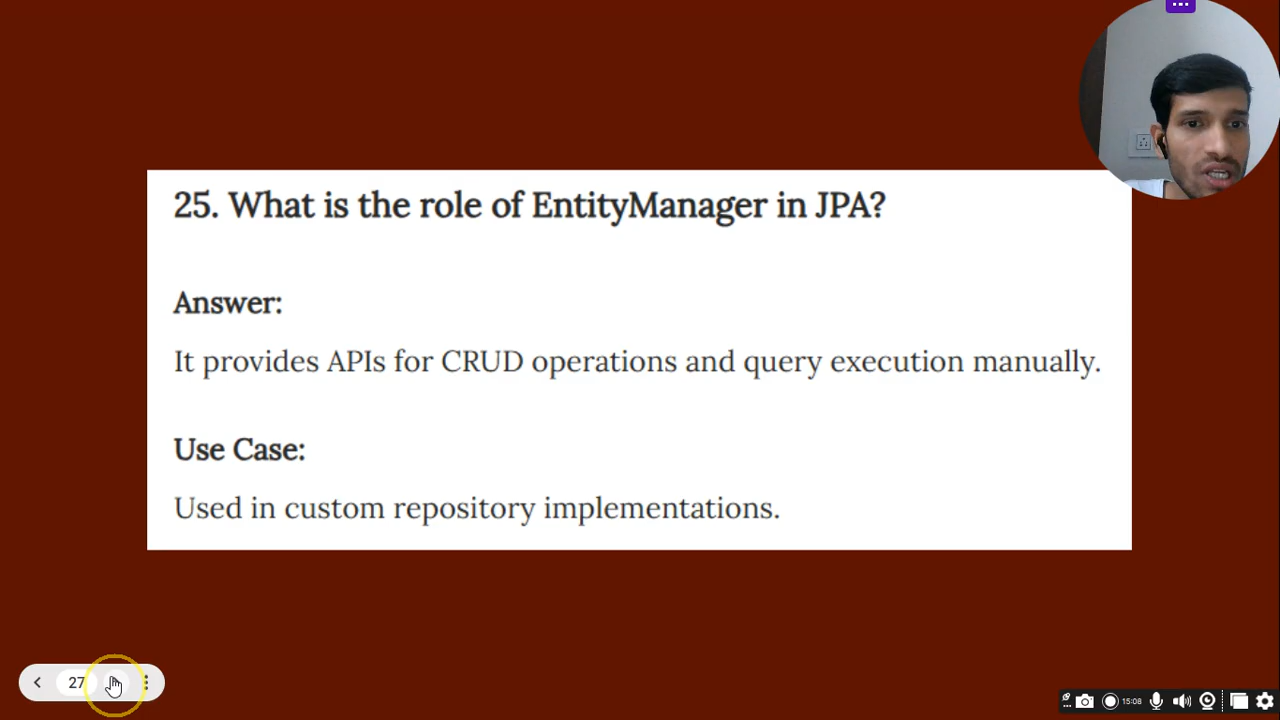 25. What is the role of EntityManager in JPA?
Answer:
It provides APIs for CRUD operations and query execution manually.
Use Case:
Used in custom repository implementations.
27
15:08